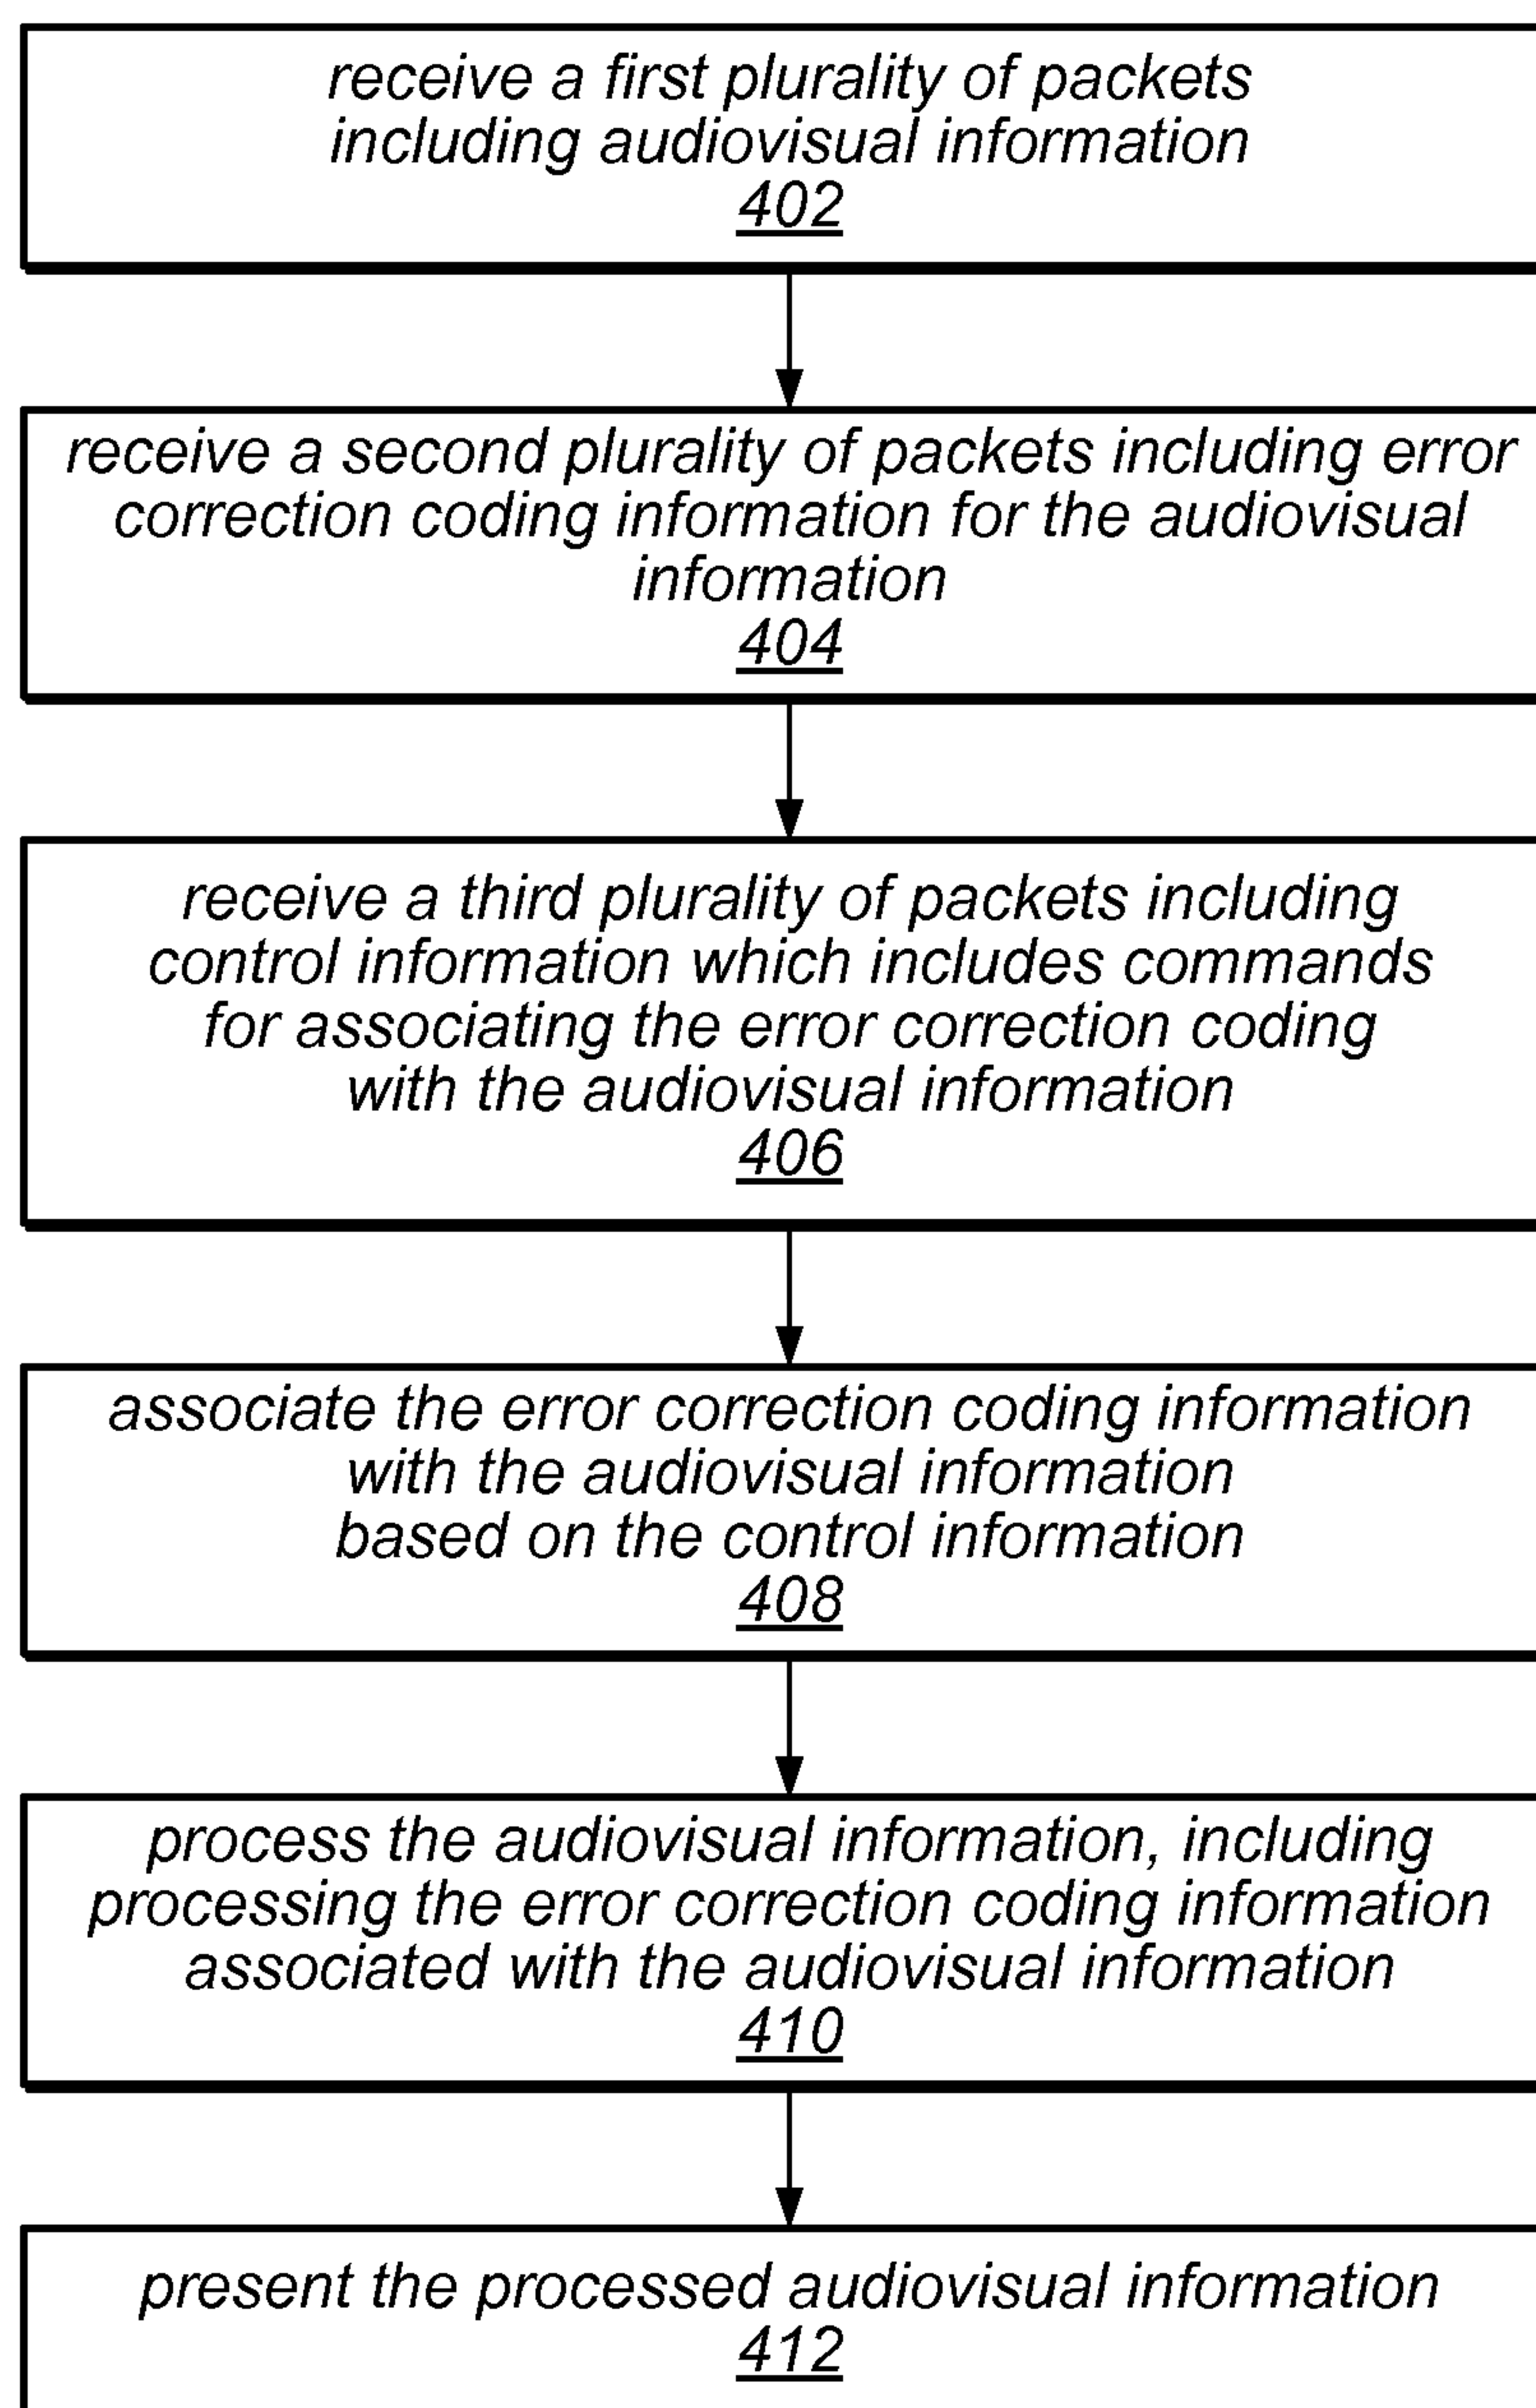 receive a first plurality of packets
including audiovisual information
402
receive a second plurality of packets including error
correction coding information for the audiovisual
information
404
receive a third plurality of packets including
control information which includes commands
for associating the error correction coding
with the audiovisual information
406
associate the error correction coding information
with the audiovisual information
based on the control information
408
process the audiovisual information, including
processing the error correction coding information
associated with the audiovisual information
410
present the processed audiovisual information
412